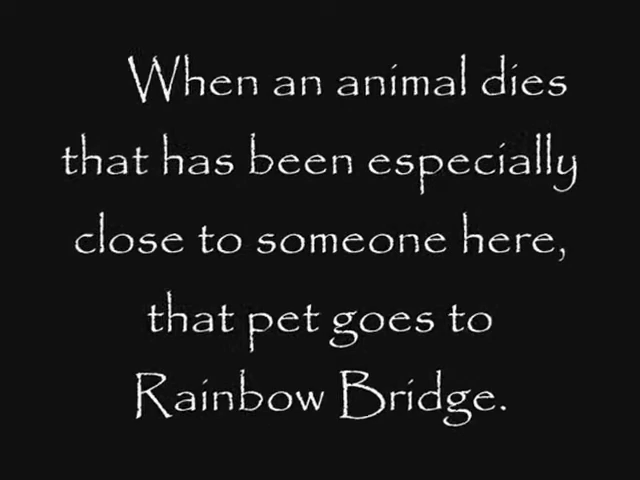 When an animal dies
that has been especially
close to someone here,
that pet goes to
Rainbow Bridge.